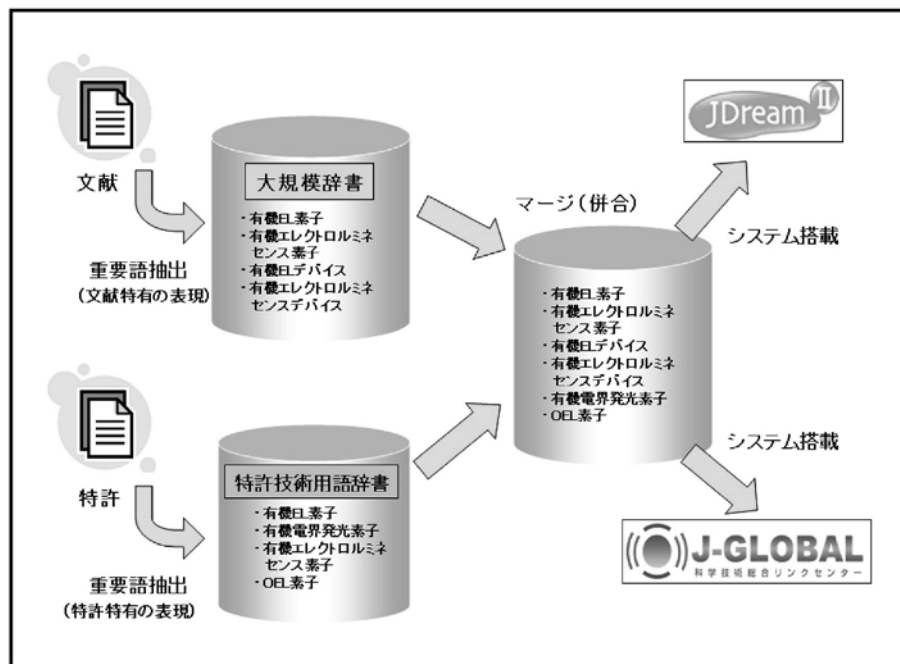 文献
重要語抽出
(文献特有の表現)
大規模辞書
・有機EL素子
・有機エレクトロルミネ
センス素子
・有機ELデバイス
・有機エレクトロルミネ
センスデバイス
特許
重要語抽出
(特許特有の表現)
特許技術用語辞書
・有機EL素子
・有機電界発光素子
・有機エレクトロルミネ
センス素子
・OEL素子
マージ(併合)
・有機EL素子
・有機エレクトロルミネ
センス素子
・有機ELデバイス
・有機エレクトロルミネ
センスデバイス
・有機電界発光素子
・OEL素子
JDream II
システム搭載
システム搭載
J-GLOBAL
科学技術総合リンクセンター